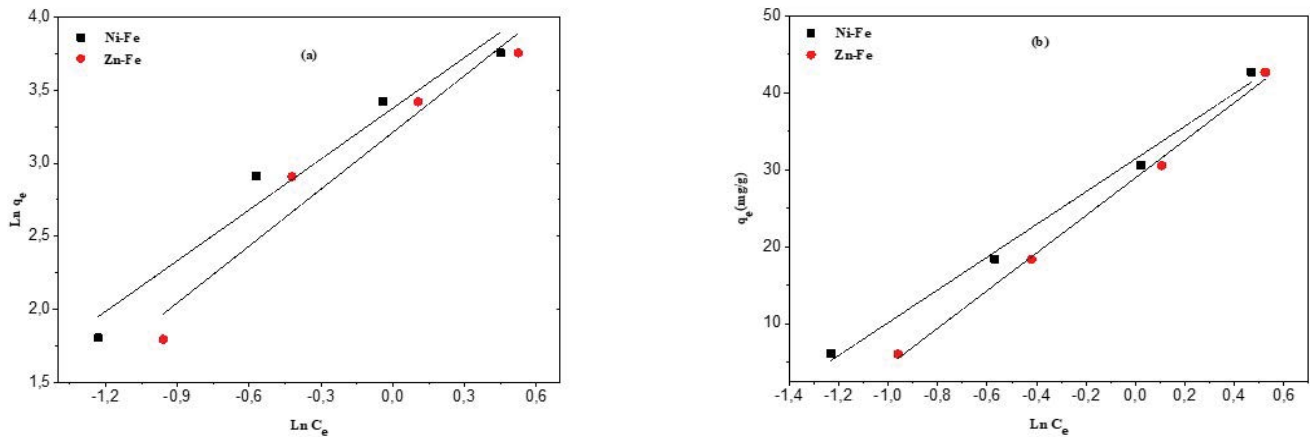 4,0
3,5
3,0
2,5
2,0
1,5
Ln qe
Ni-Fe
Zn-Fe
(a)
-1,2 -0,9 -0,6 -0,3 0,0 0,3 0,6
Ln Ce
50
40
30
20
10
qe(mg/g)
Ni-Fe
Zn-Fe
(b)
-1,4 -1,2 -1,0 -0,8 -0,6 -0,4 -0,2 0,0 0,2 0,4 0,6
Ln Ce